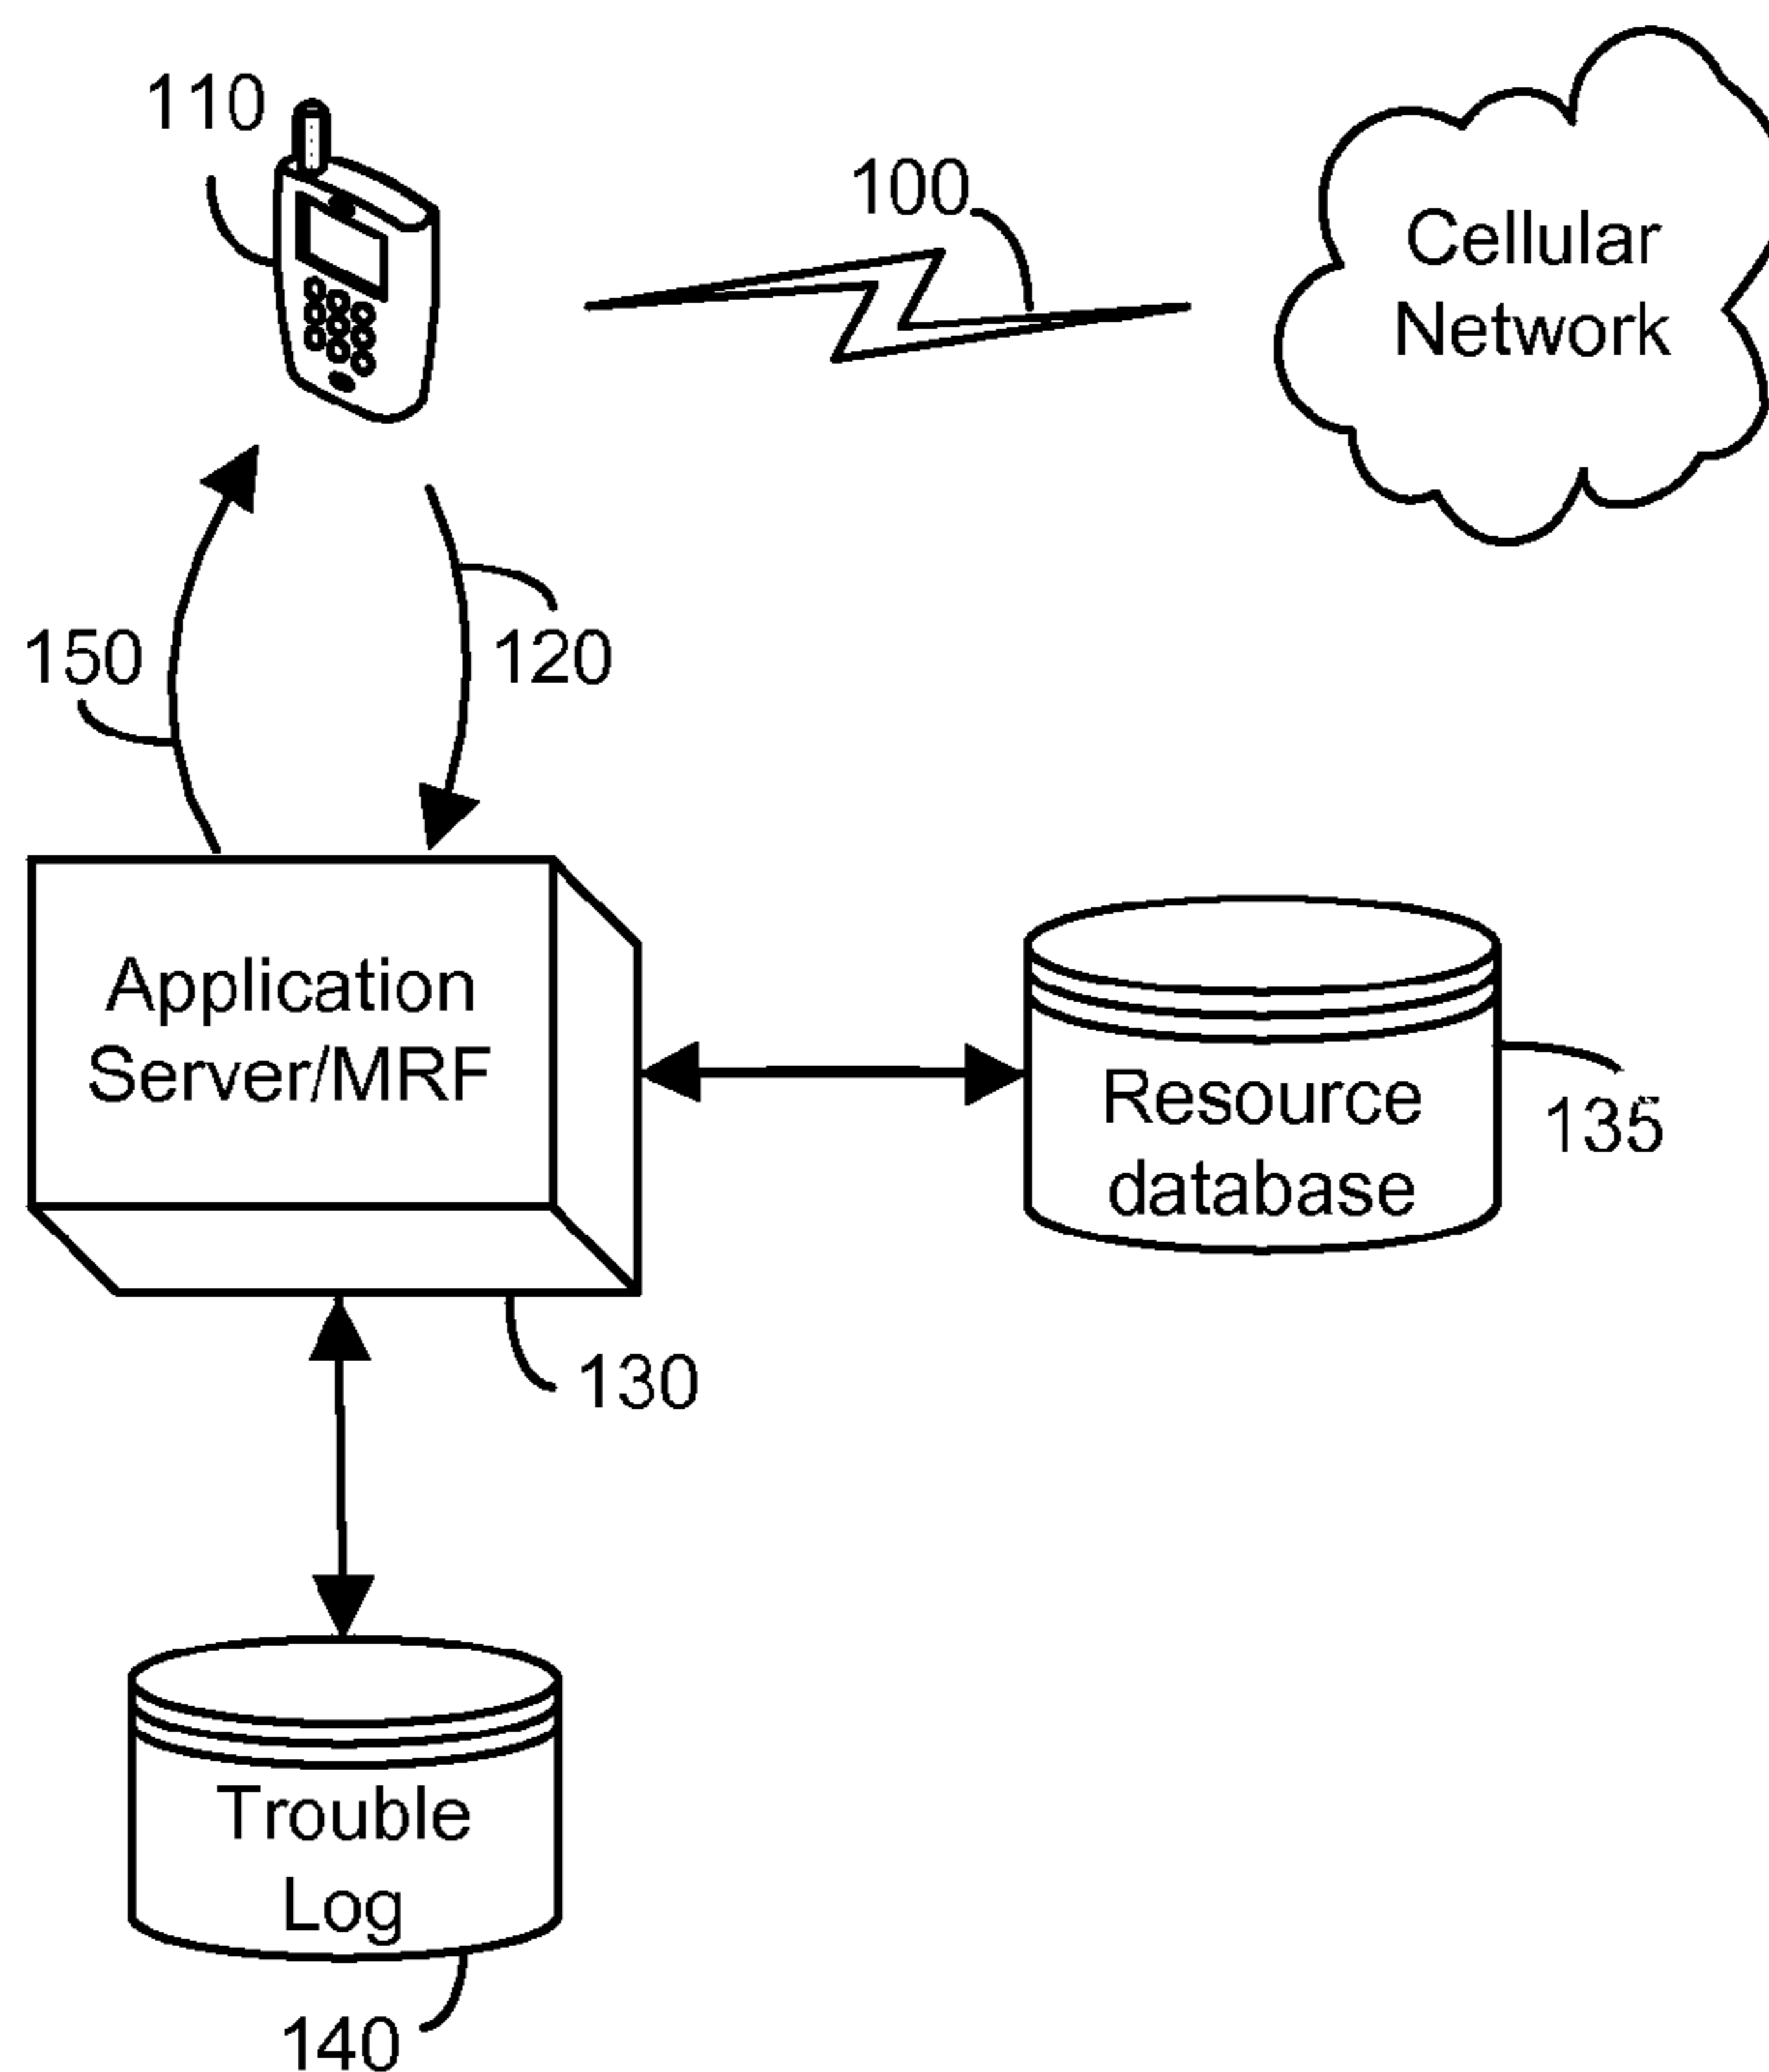 110
100
Cellular
Network
150
120
Application
Server/MRF
Resource
database
135
130
Trouble
Log
140